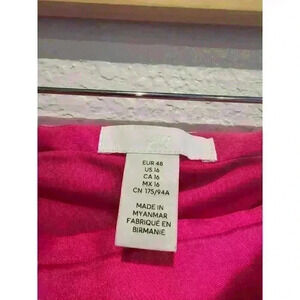 EUR 48
US 16
CA 16
MX 16
CN 175/94A
MADE IN
MYANMAR
FABRIQUÉ EN
BIRMANIE